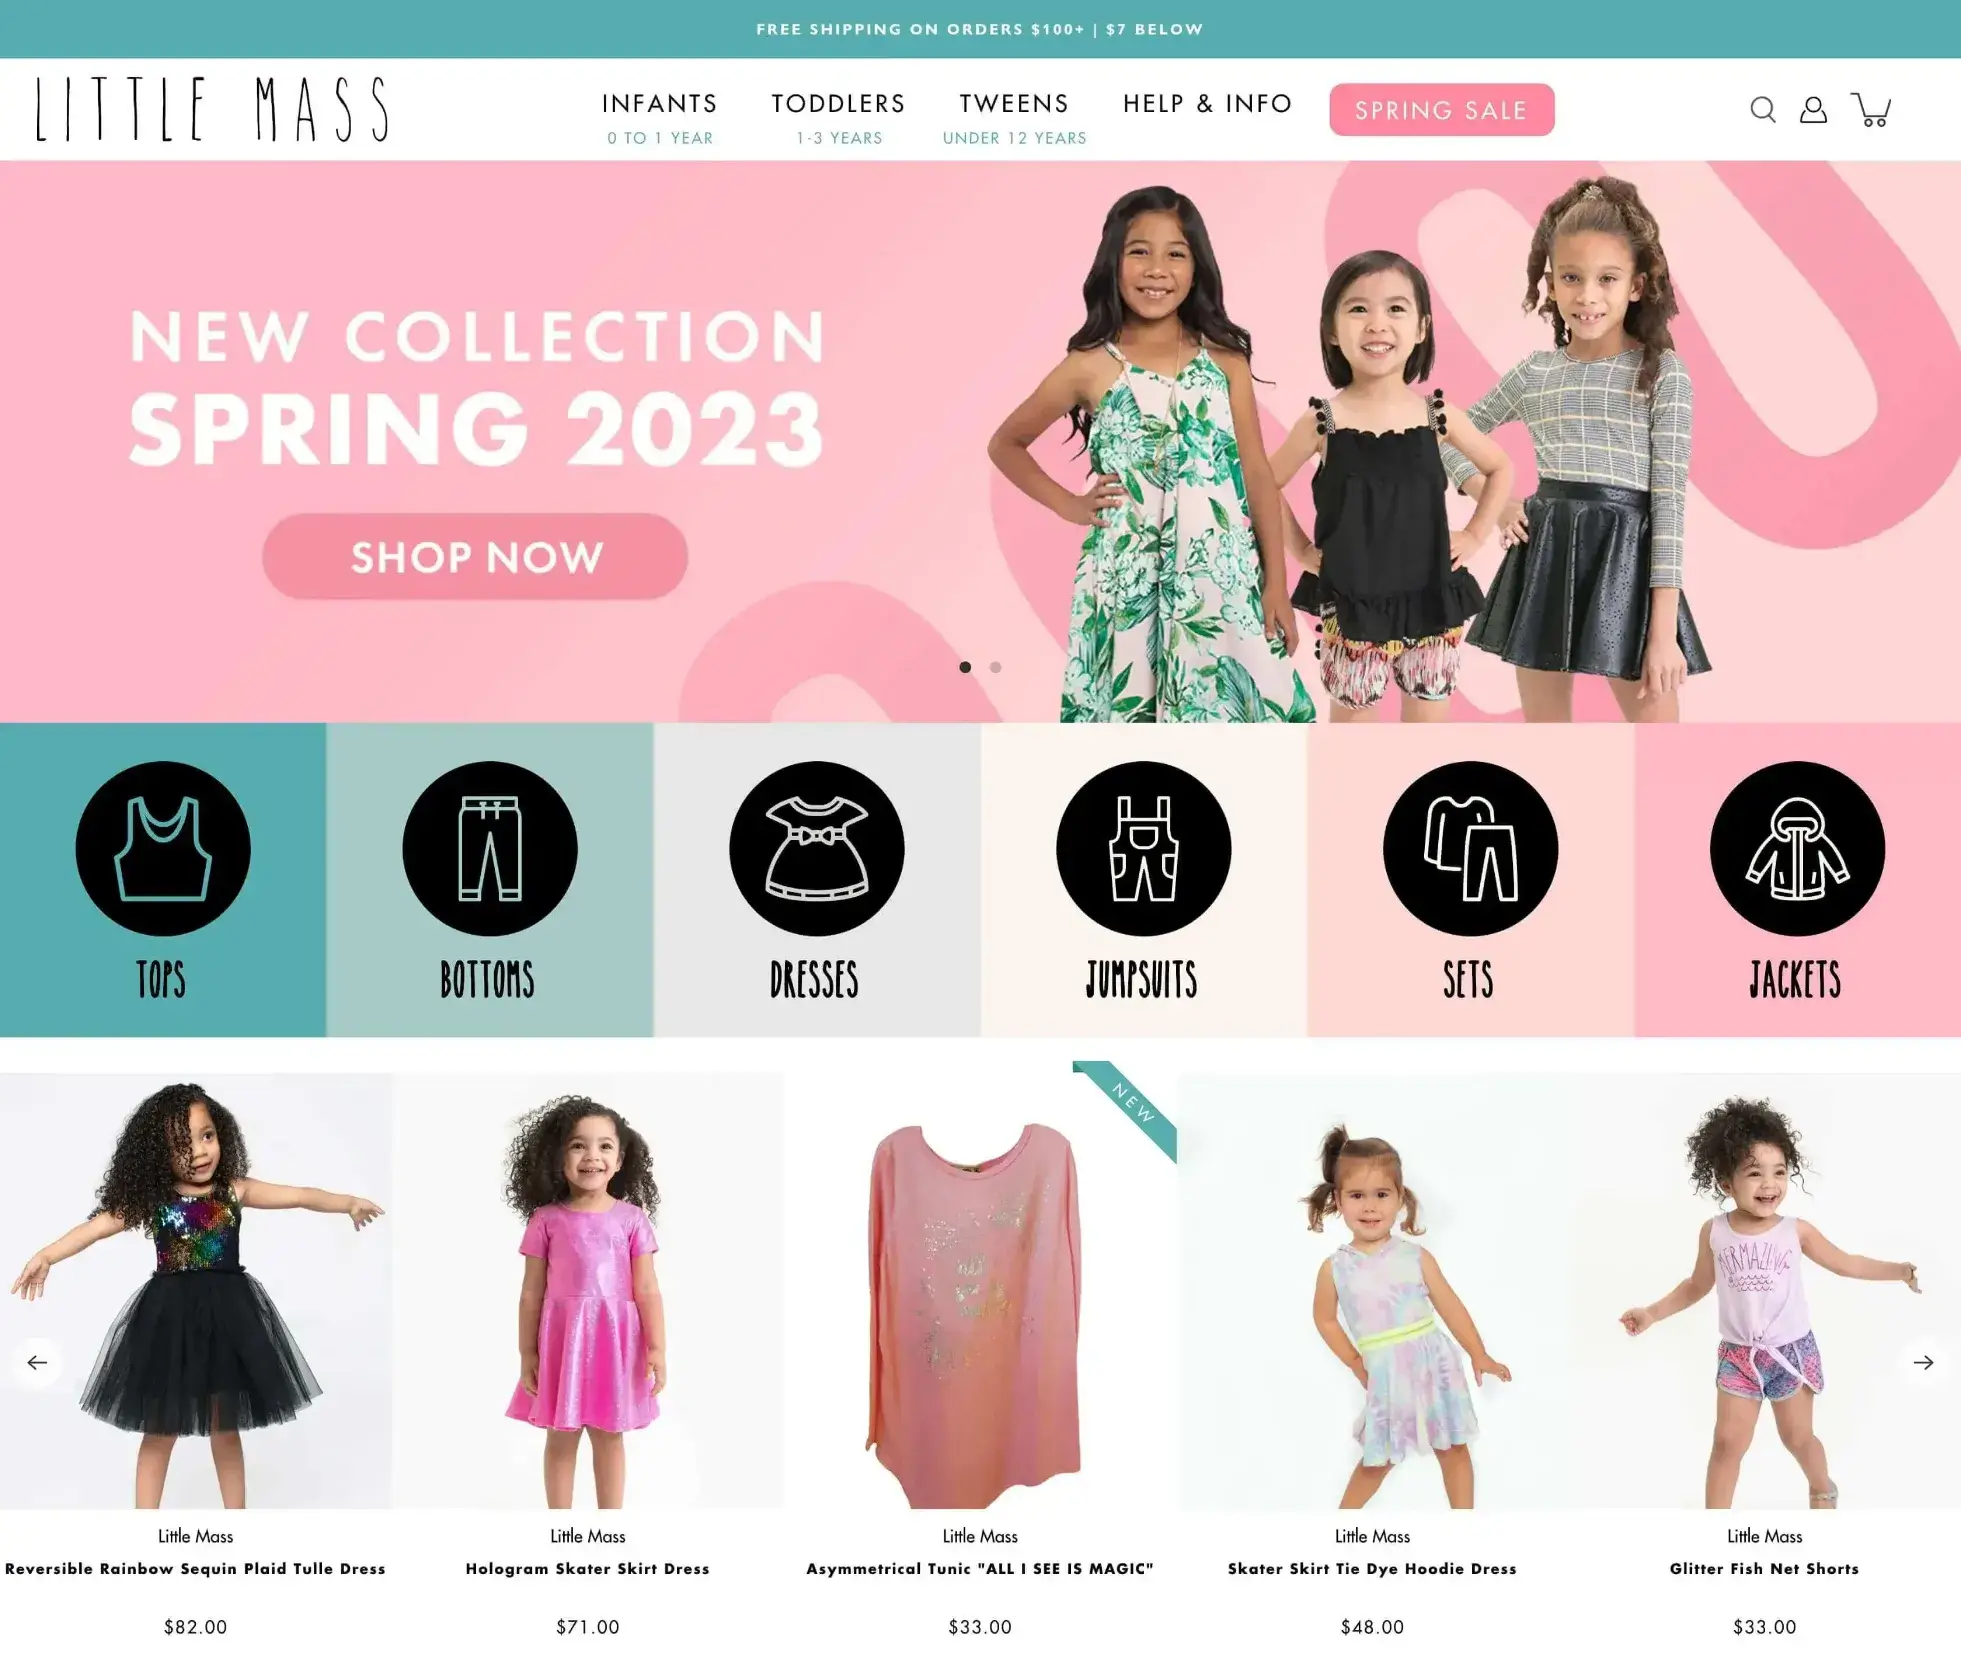 FREE SHIPPING ON ORDERS $100+ | $7 BELOW
LITTLE MASS
INFANTS
0 TO 1 YEAR
TODDLERS
1-3 YEARS
TWEENS
UNDER 12 YEARS
HELP & INFO
SPRING SALE
NEW COLLECTION
SPRING 2023
SHOP NOW
TOPS
BOTTOMS
DRESSES
JUMPSUITS
SETS
JACKETS
NEW
MERMAZING
Little Mass
Reversible Rainbow Sequin Plaid Tulle Dress
$82.00
Little Mass
Hologram Skater Skirt Dress
$71.00
Little Mass
Asymmetrical Tunic "ALL I SEE IS MAGIC"
$33.00
Little Mass
Skater Skirt Tie Dye Hoodie Dress
$48.00
Little Mass
Glitter Fish Net Shorts
$33.00